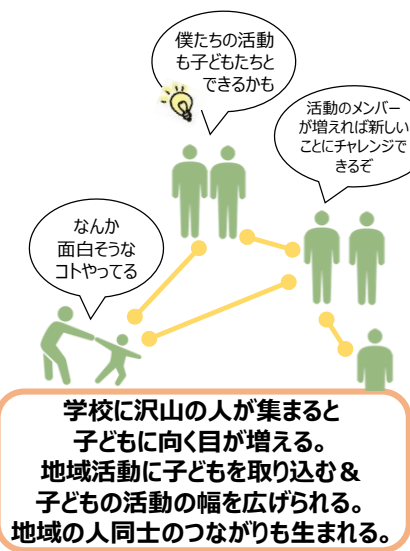 僕たちの活動
も子どもたちと
できるかも
活動のメンバー
が増えれば新しい
ことにチャレンジで
きるぞ
なんか
面白そうな
コトやってる
学校に沢山の人が集まると
子どもに向く目が増える。
地域活動に子どもを取り込む＆
子どもの活動の幅を広げられる。
地域の人同士のつながりも生まれる。